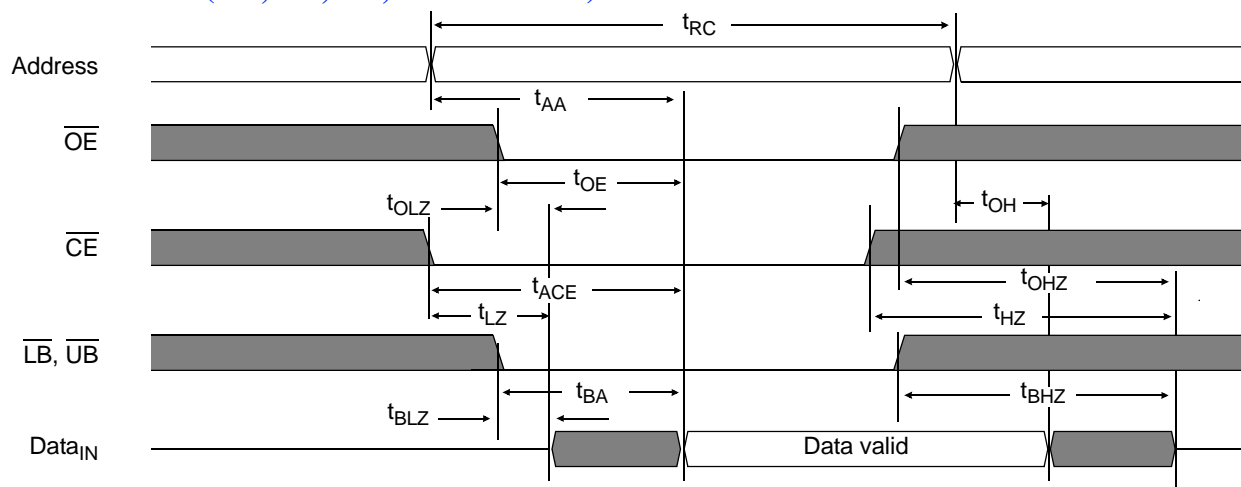 tRC
Address
tAA
OE
tOE
tOLZ
tOH
CE
tOHZ
tACE
tLZ
tHZ
LB, UB
tBA
tBHZ
tBLZ
DataIN
Data valid